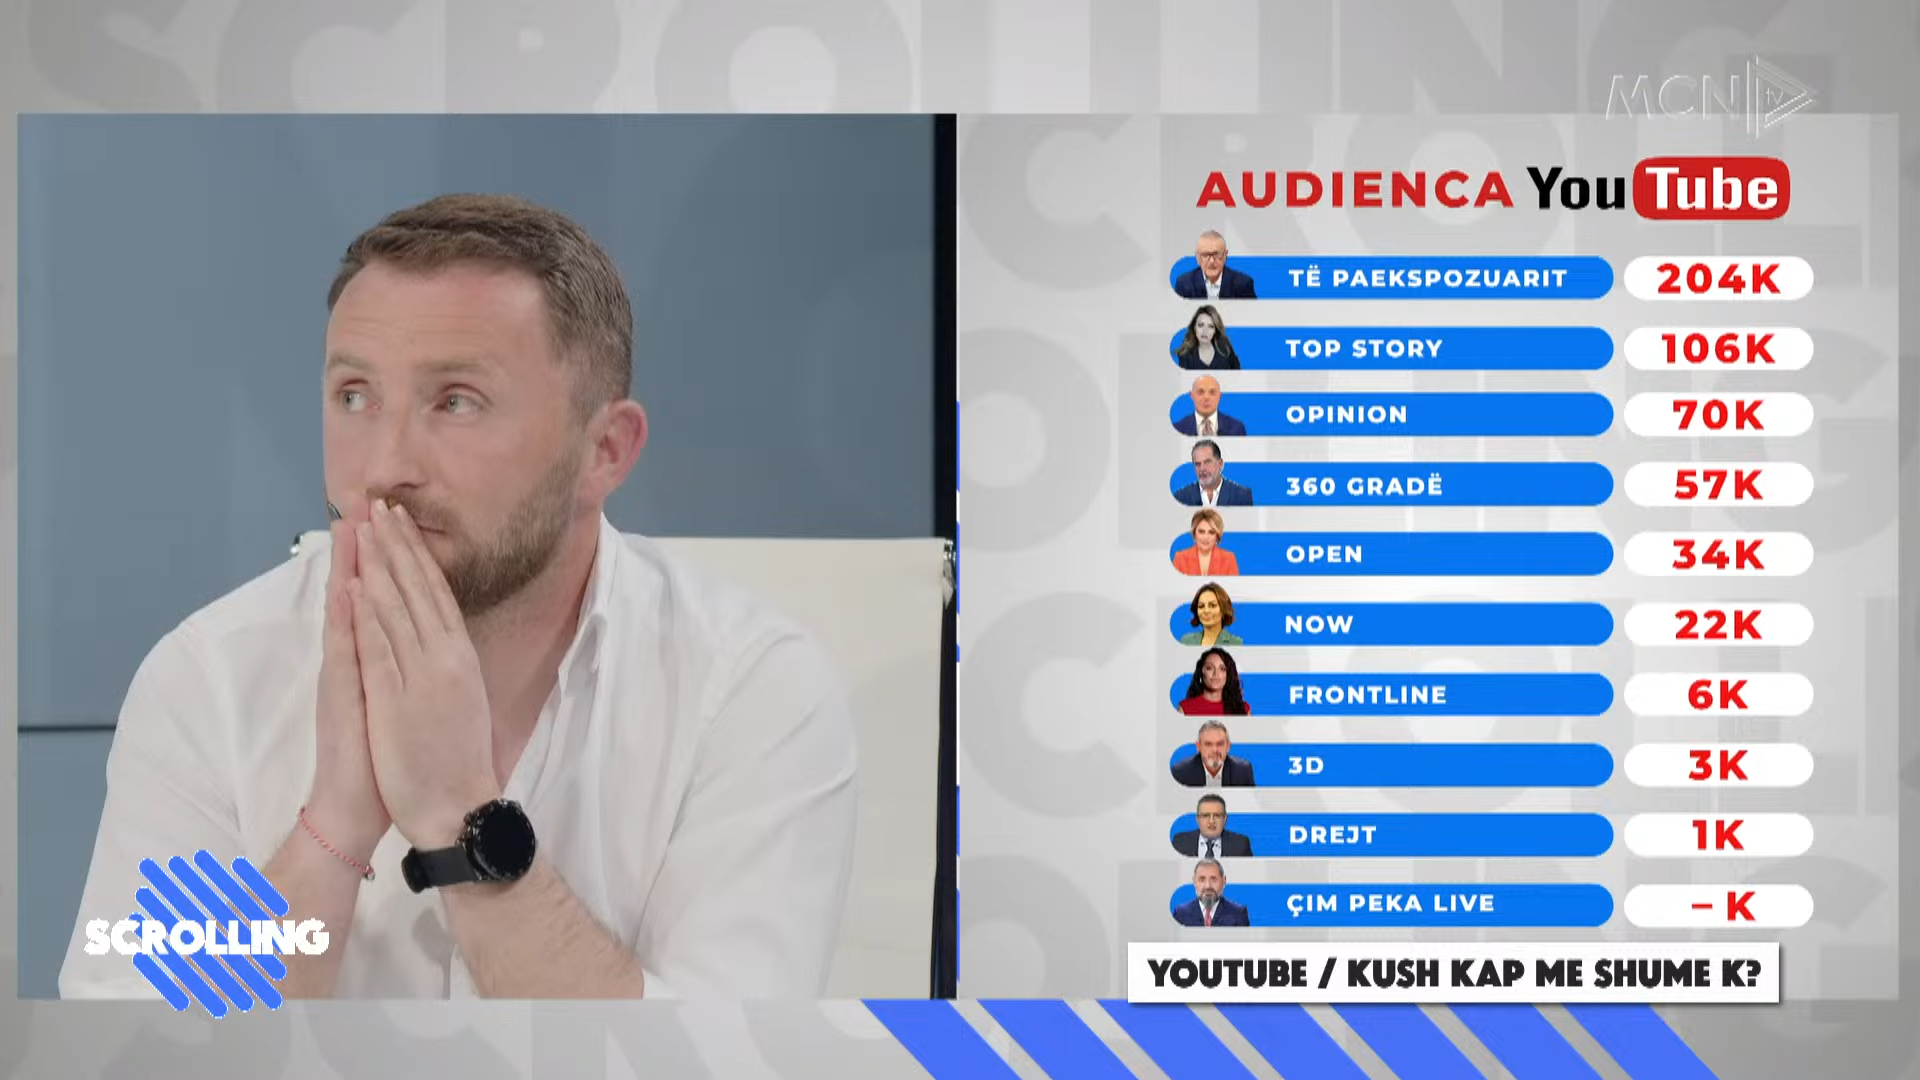 MCN tv
AUDIENCA YouTube
TË PAEKSPOZUARIT 204K
TOP STORY 106K
OPINION 70K
360 GRADË 57K
OPEN 34K
NOW 22K
FRONTLINE 6K
3D 3K
DREJT 1K
ÇIM PEKA LIVE – K
SCROLLING
YOUTUBE / KUSH KAP ME SHUME K?